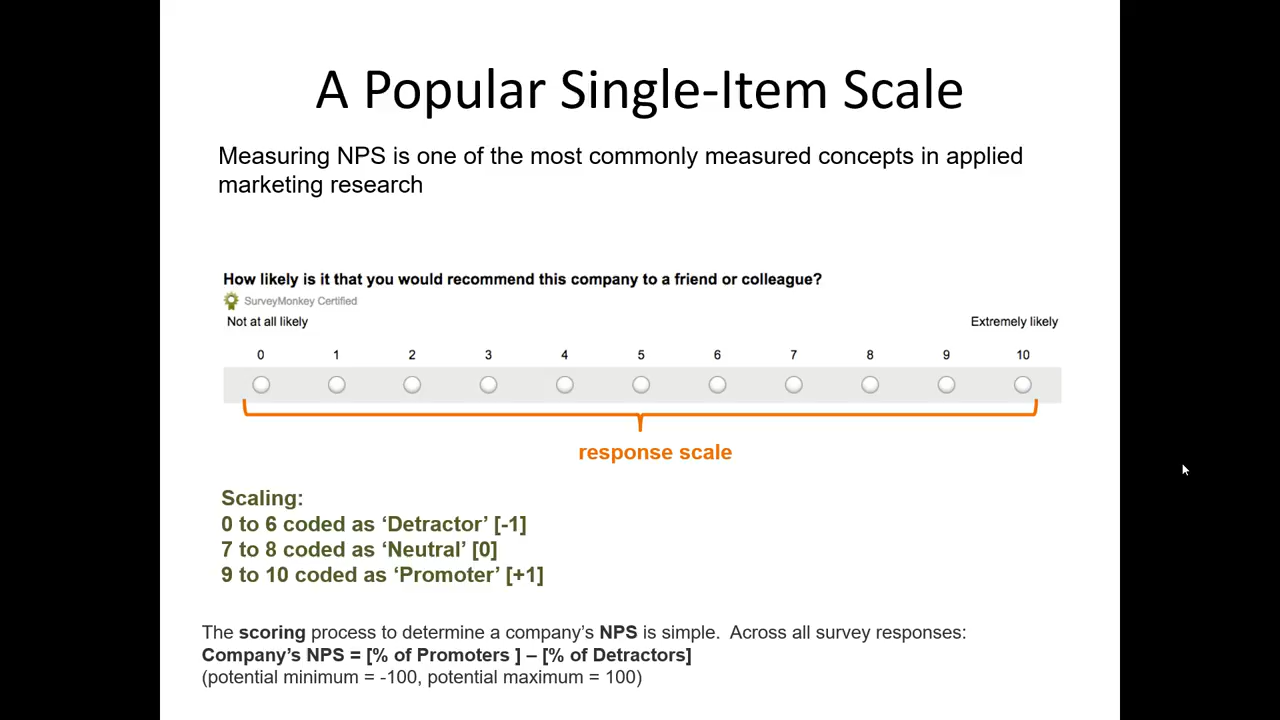 A Popular Single-Item Scale
Measuring NPS is one of the most commonly measured concepts in applied
marketing research
How likely is it that you would recommend this company to a friend or colleague?
SurveyMonkey Certified
Not at all likely Extremely likely
0 1 2 3 4 5 6 7 8 9 10
response scale
Scaling:
0 to 6 coded as ‘Detractor’ [-1]
7 to 8 coded as ‘Neutral’ [0]
9 to 10 coded as ‘Promoter’ [+1]
The scoring process to determine a company’s NPS is simple.  Across all survey responses:
Company’s NPS = [% of Promoters ] – [% of Detractors]
(potential minimum = -100, potential maximum = 100)